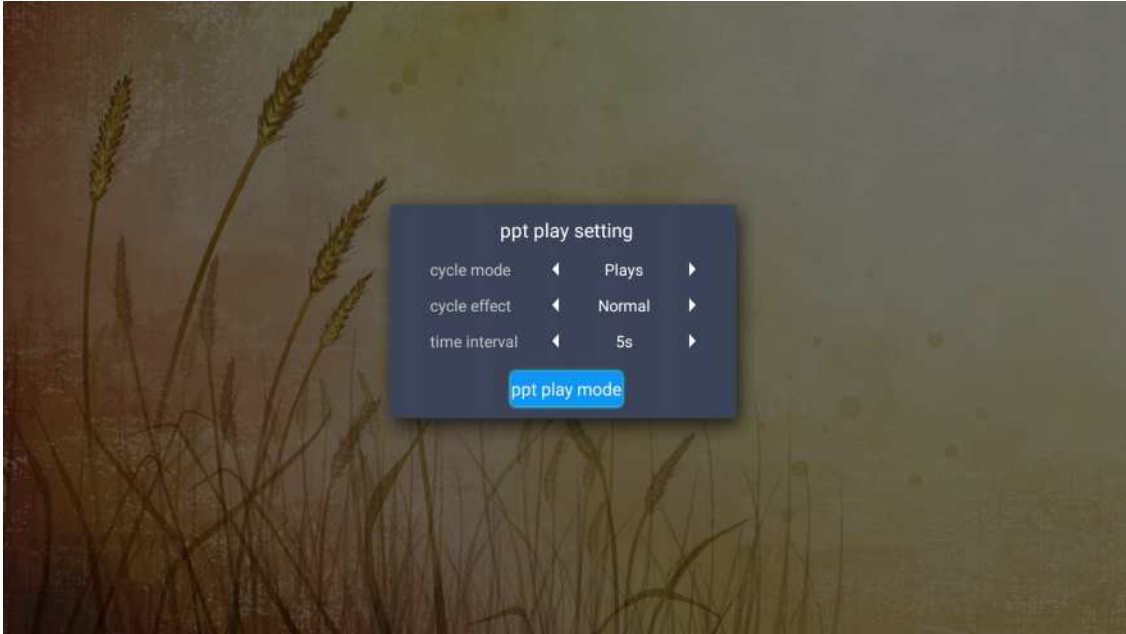 ppt play setting
cycle mode Plays
cycle effect Normal
time interval 5s
ppt play mode